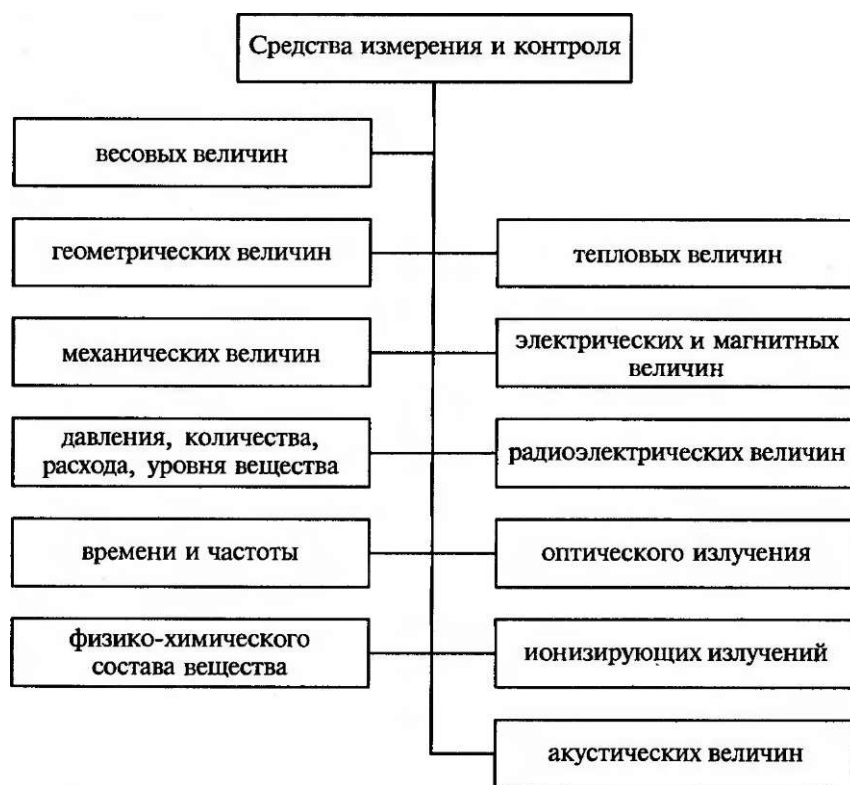 Средства измерения и контроля
весовых величин
геометрических величин
механических величин
давления, количества,
расхода, уровня вещества
времени и частоты
физико-химического
состава вещества
тепловых величин
электрических и магнитных
величин
радиоэлектрических величин
оптического излучения
ионизирующих излучений
акустических величин